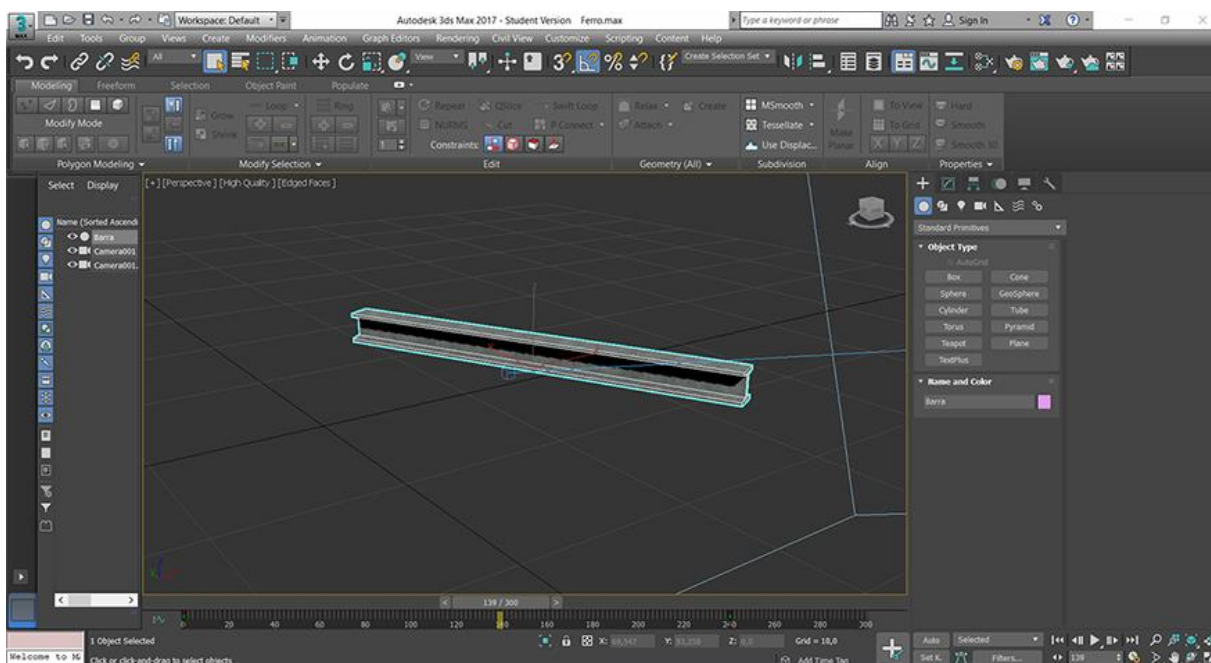 Workspace: Default
Autodesk 3ds Max 2017 - Student Version Ferro.max
Type a keyword or phrase
Sign In
3
MAX
Edit Tools Group Views Create Modifiers Animation Graph Editors Rendering Civil View Customize Scripting Content Help
All
View
Create Selection Set
Modeling Freeform Selection Object Paint Populate
Modify Mode
Grow
Shrink
Loop
Ring
Repeat QSlice Swift Loop
NURMS Cut P Connect
Constraints:
Relax Create
Attach
MSmooth
Tessellate
Use Displac...
Make
Planar
To View
To Grid
X Y Z
Hard
Smooth
Smooth 30
Polygon Modeling Modify Selection Edit Geometry (All) Subdivision Align Properties
Select Display
Name (Sorted Ascendi
Barra
Camera001
Camera001.
[+] [Perspective] [High Quality] [Edged Faces]
Standard Primitives
Object Type
AutoGrid
Box Cone
Sphere GeoSphere
Cylinder Tube
Torus Pyramid
Teapot Plane
TextPlus
Name and Color
Barra
139 / 300
0 20 40 60 80 100 120 140 160 180 200 220 240 260 280 300
1 Object Selected
X: Y: Z: Grid = 10,0
Auto Selected
Welcome to M
Click or click-and-drag to select objects
Add Time Tag
Set K. Filters...
139